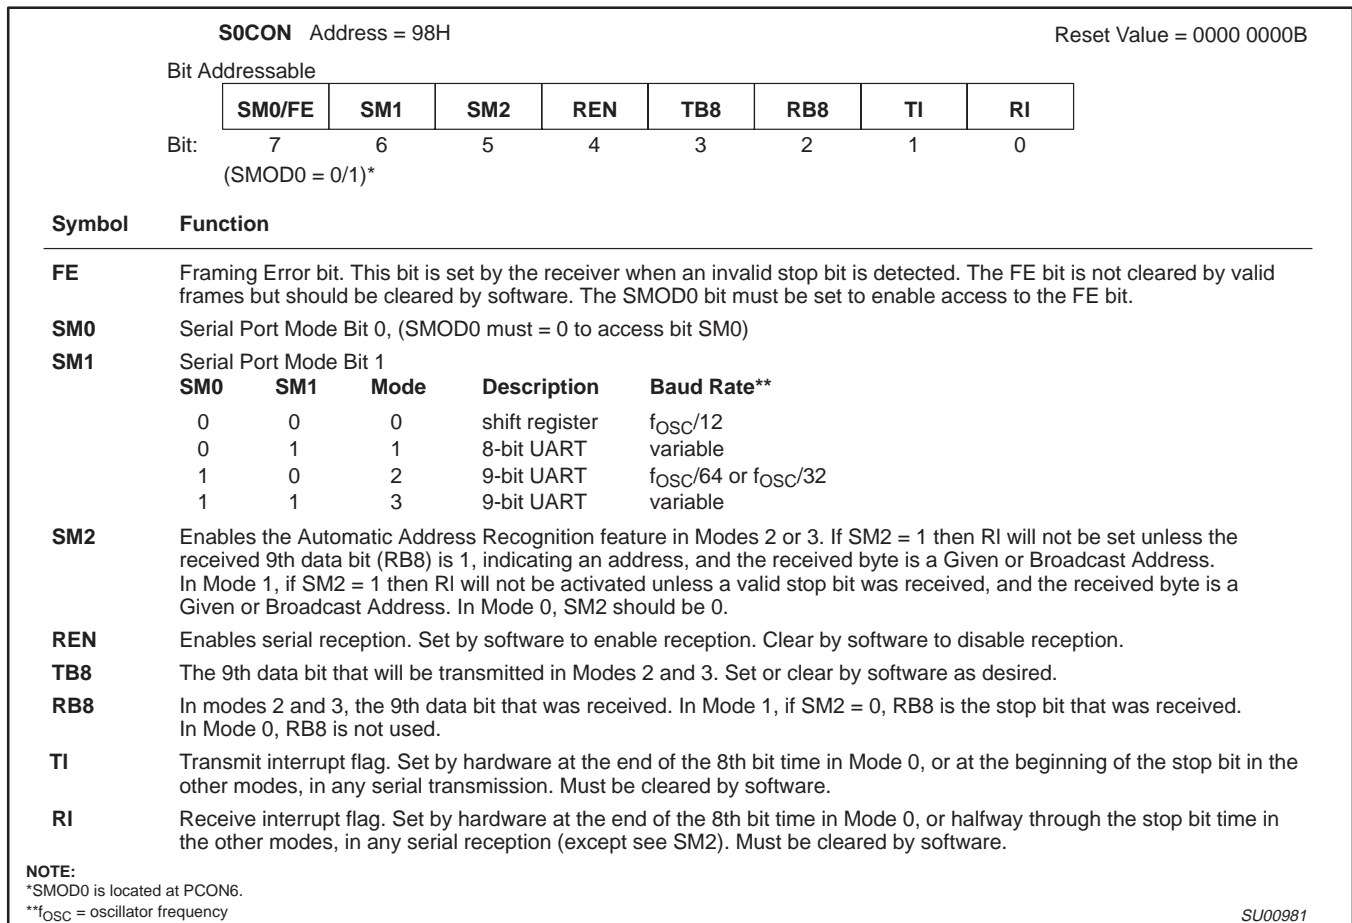 S0CON Address = 98H Reset Value = 0000 0000B
Bit Addressable
SM0/FE SM1 SM2 REN TB8 RB8 TI RI
Bit: 7 6 5 4 3 2 1 0
(SMOD0 = 0/1)*
Symbol Function
FE Framing Error bit. This bit is set by the receiver when an invalid stop bit is detected. The FE bit is not cleared by valid
frames but should be cleared by software. The SMOD0 bit must be set to enable access to the FE bit.
SM0 Serial Port Mode Bit 0, (SMOD0 must = 0 to access bit SM0)
SM1 Serial Port Mode Bit 1
SM0 SM1 Mode Description Baud Rate**
0 0 0 shift register fOSC/12
0 1 1 8-bit UART variable
1 0 2 9-bit UART fOSC/64 or fOSC/32
1 1 3 9-bit UART variable
SM2 Enables the Automatic Address Recognition feature in Modes 2 or 3. If SM2 = 1 then RI will not be set unless the
received 9th data bit (RB8) is 1, indicating an address, and the received byte is a Given or Broadcast Address.
In Mode 1, if SM2 = 1 then RI will not be activated unless a valid stop bit was received, and the received byte is a
Given or Broadcast Address. In Mode 0, SM2 should be 0.
REN Enables serial reception. Set by software to enable reception. Clear by software to disable reception.
TB8 The 9th data bit that will be transmitted in Modes 2 and 3. Set or clear by software as desired.
RB8 In modes 2 and 3, the 9th data bit that was received. In Mode 1, if SM2 = 0, RB8 is the stop bit that was received.
In Mode 0, RB8 is not used.
TI Transmit interrupt flag. Set by hardware at the end of the 8th bit time in Mode 0, or at the beginning of the stop bit in the
other modes, in any serial transmission. Must be cleared by software.
RI Receive interrupt flag. Set by hardware at the end of the 8th bit time in Mode 0, or halfway through the stop bit time in
the other modes, in any serial reception (except see SM2). Must be cleared by software.
NOTE:
*SMOD0 is located at PCON6.
**fOSC = oscillator frequency SU00981